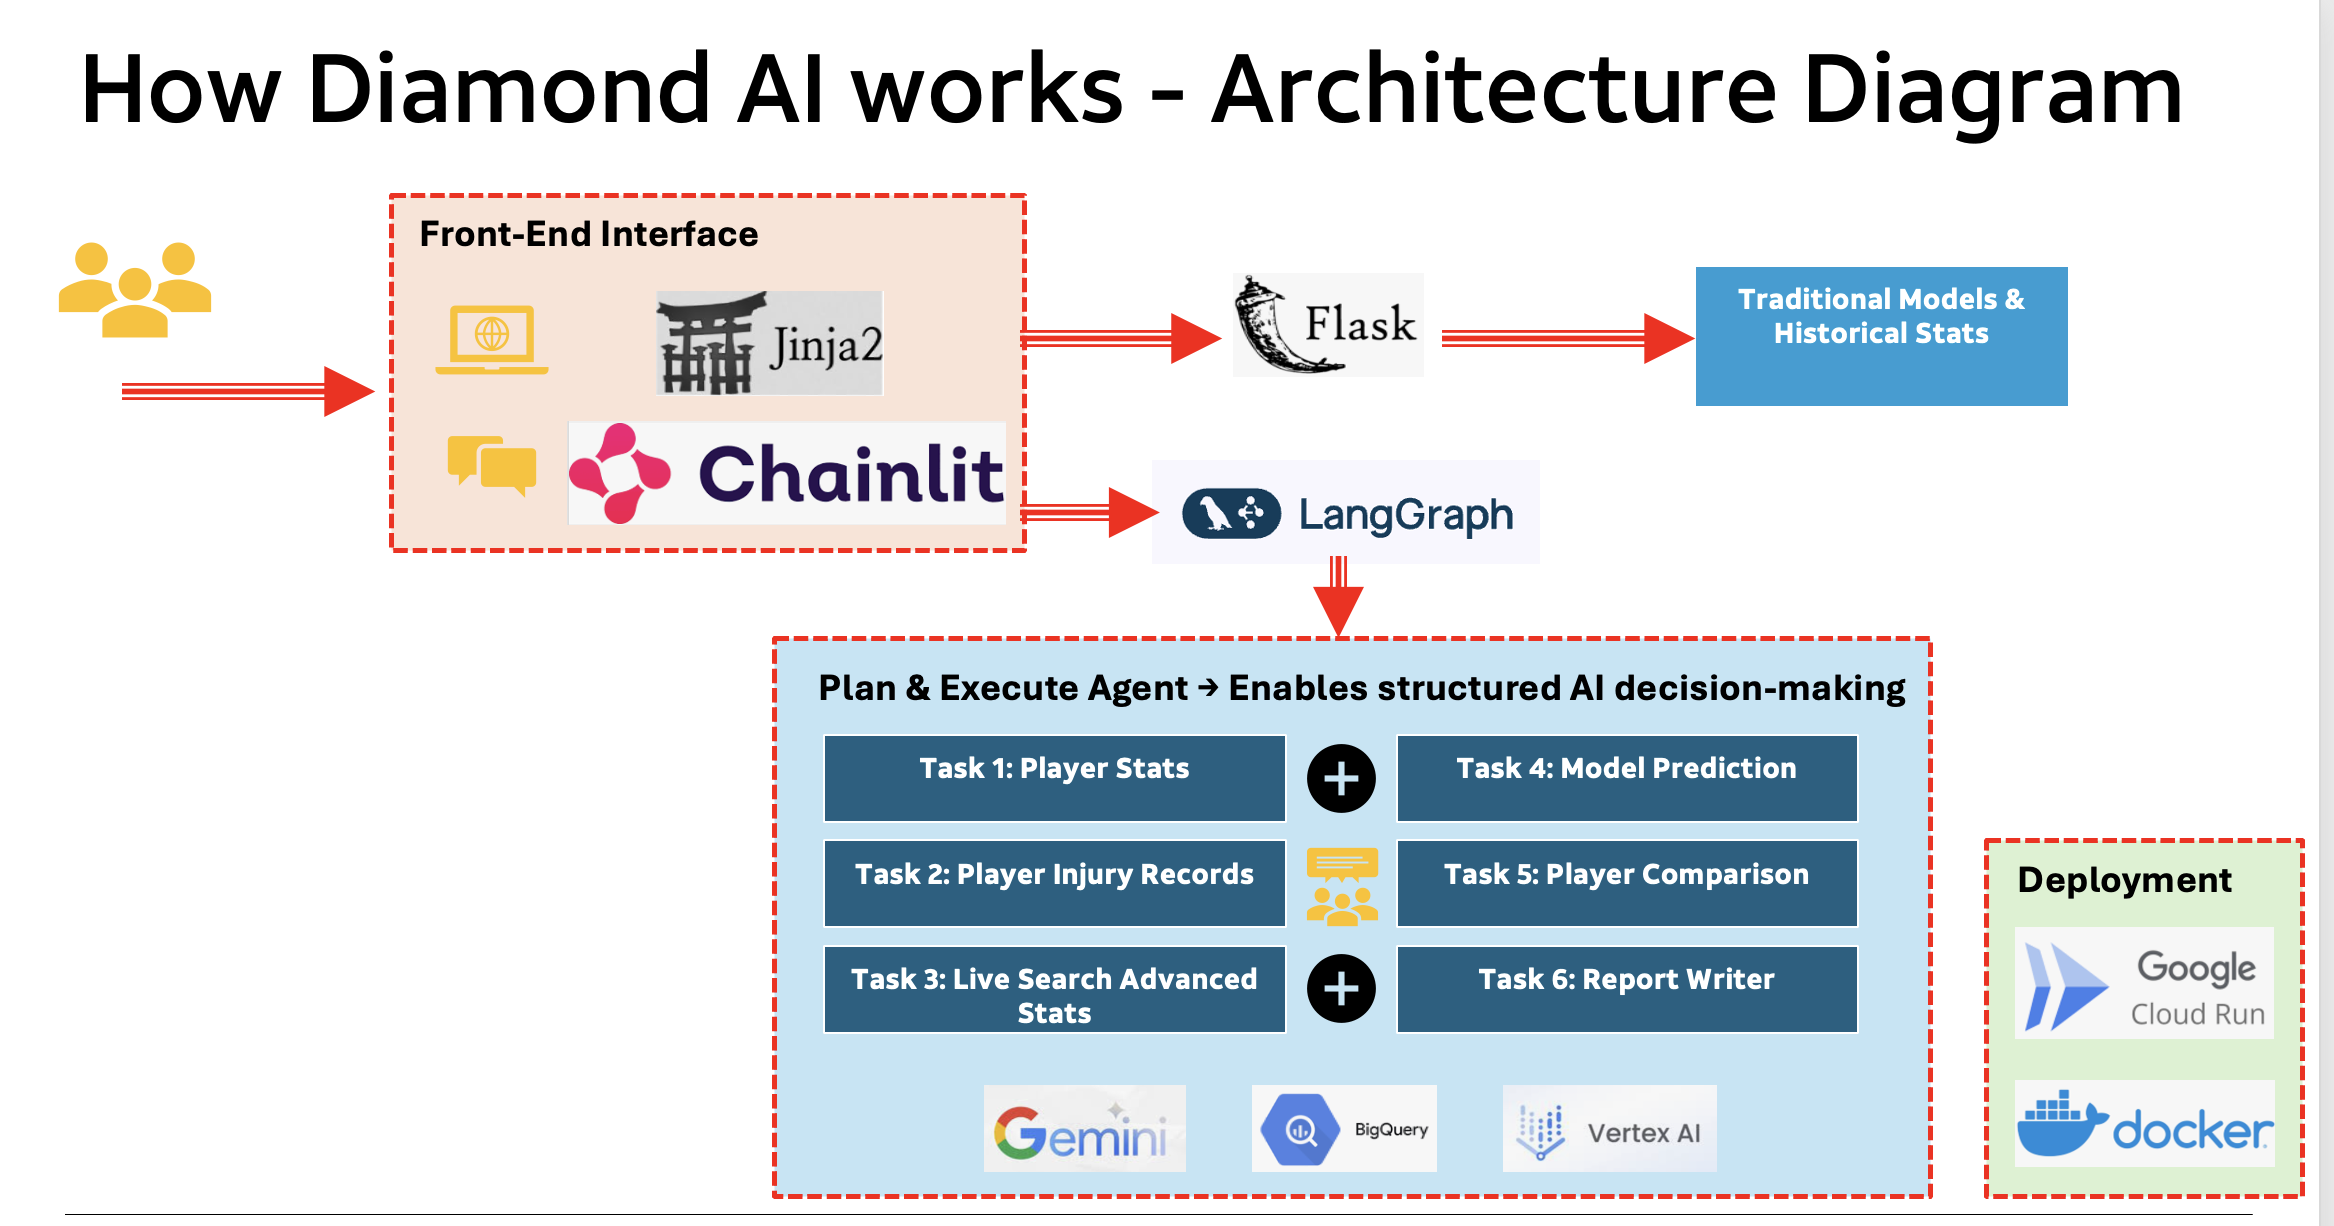 How Diamond AI works - Architecture Diagram
Front-End Interface
Jinja2
Chainlit
Flask
Traditional Models &
Historical Stats
LangGraph
Plan & Execute Agent → Enables structured AI decision-making
Task 1: Player Stats
Task 4: Model Prediction
Task 2: Player Injury Records
Task 5: Player Comparison
Task 3: Live Search Advanced
Stats
Task 6: Report Writer
Gemini
BigQuery
Vertex AI
Deployment
Google
Cloud Run
docker